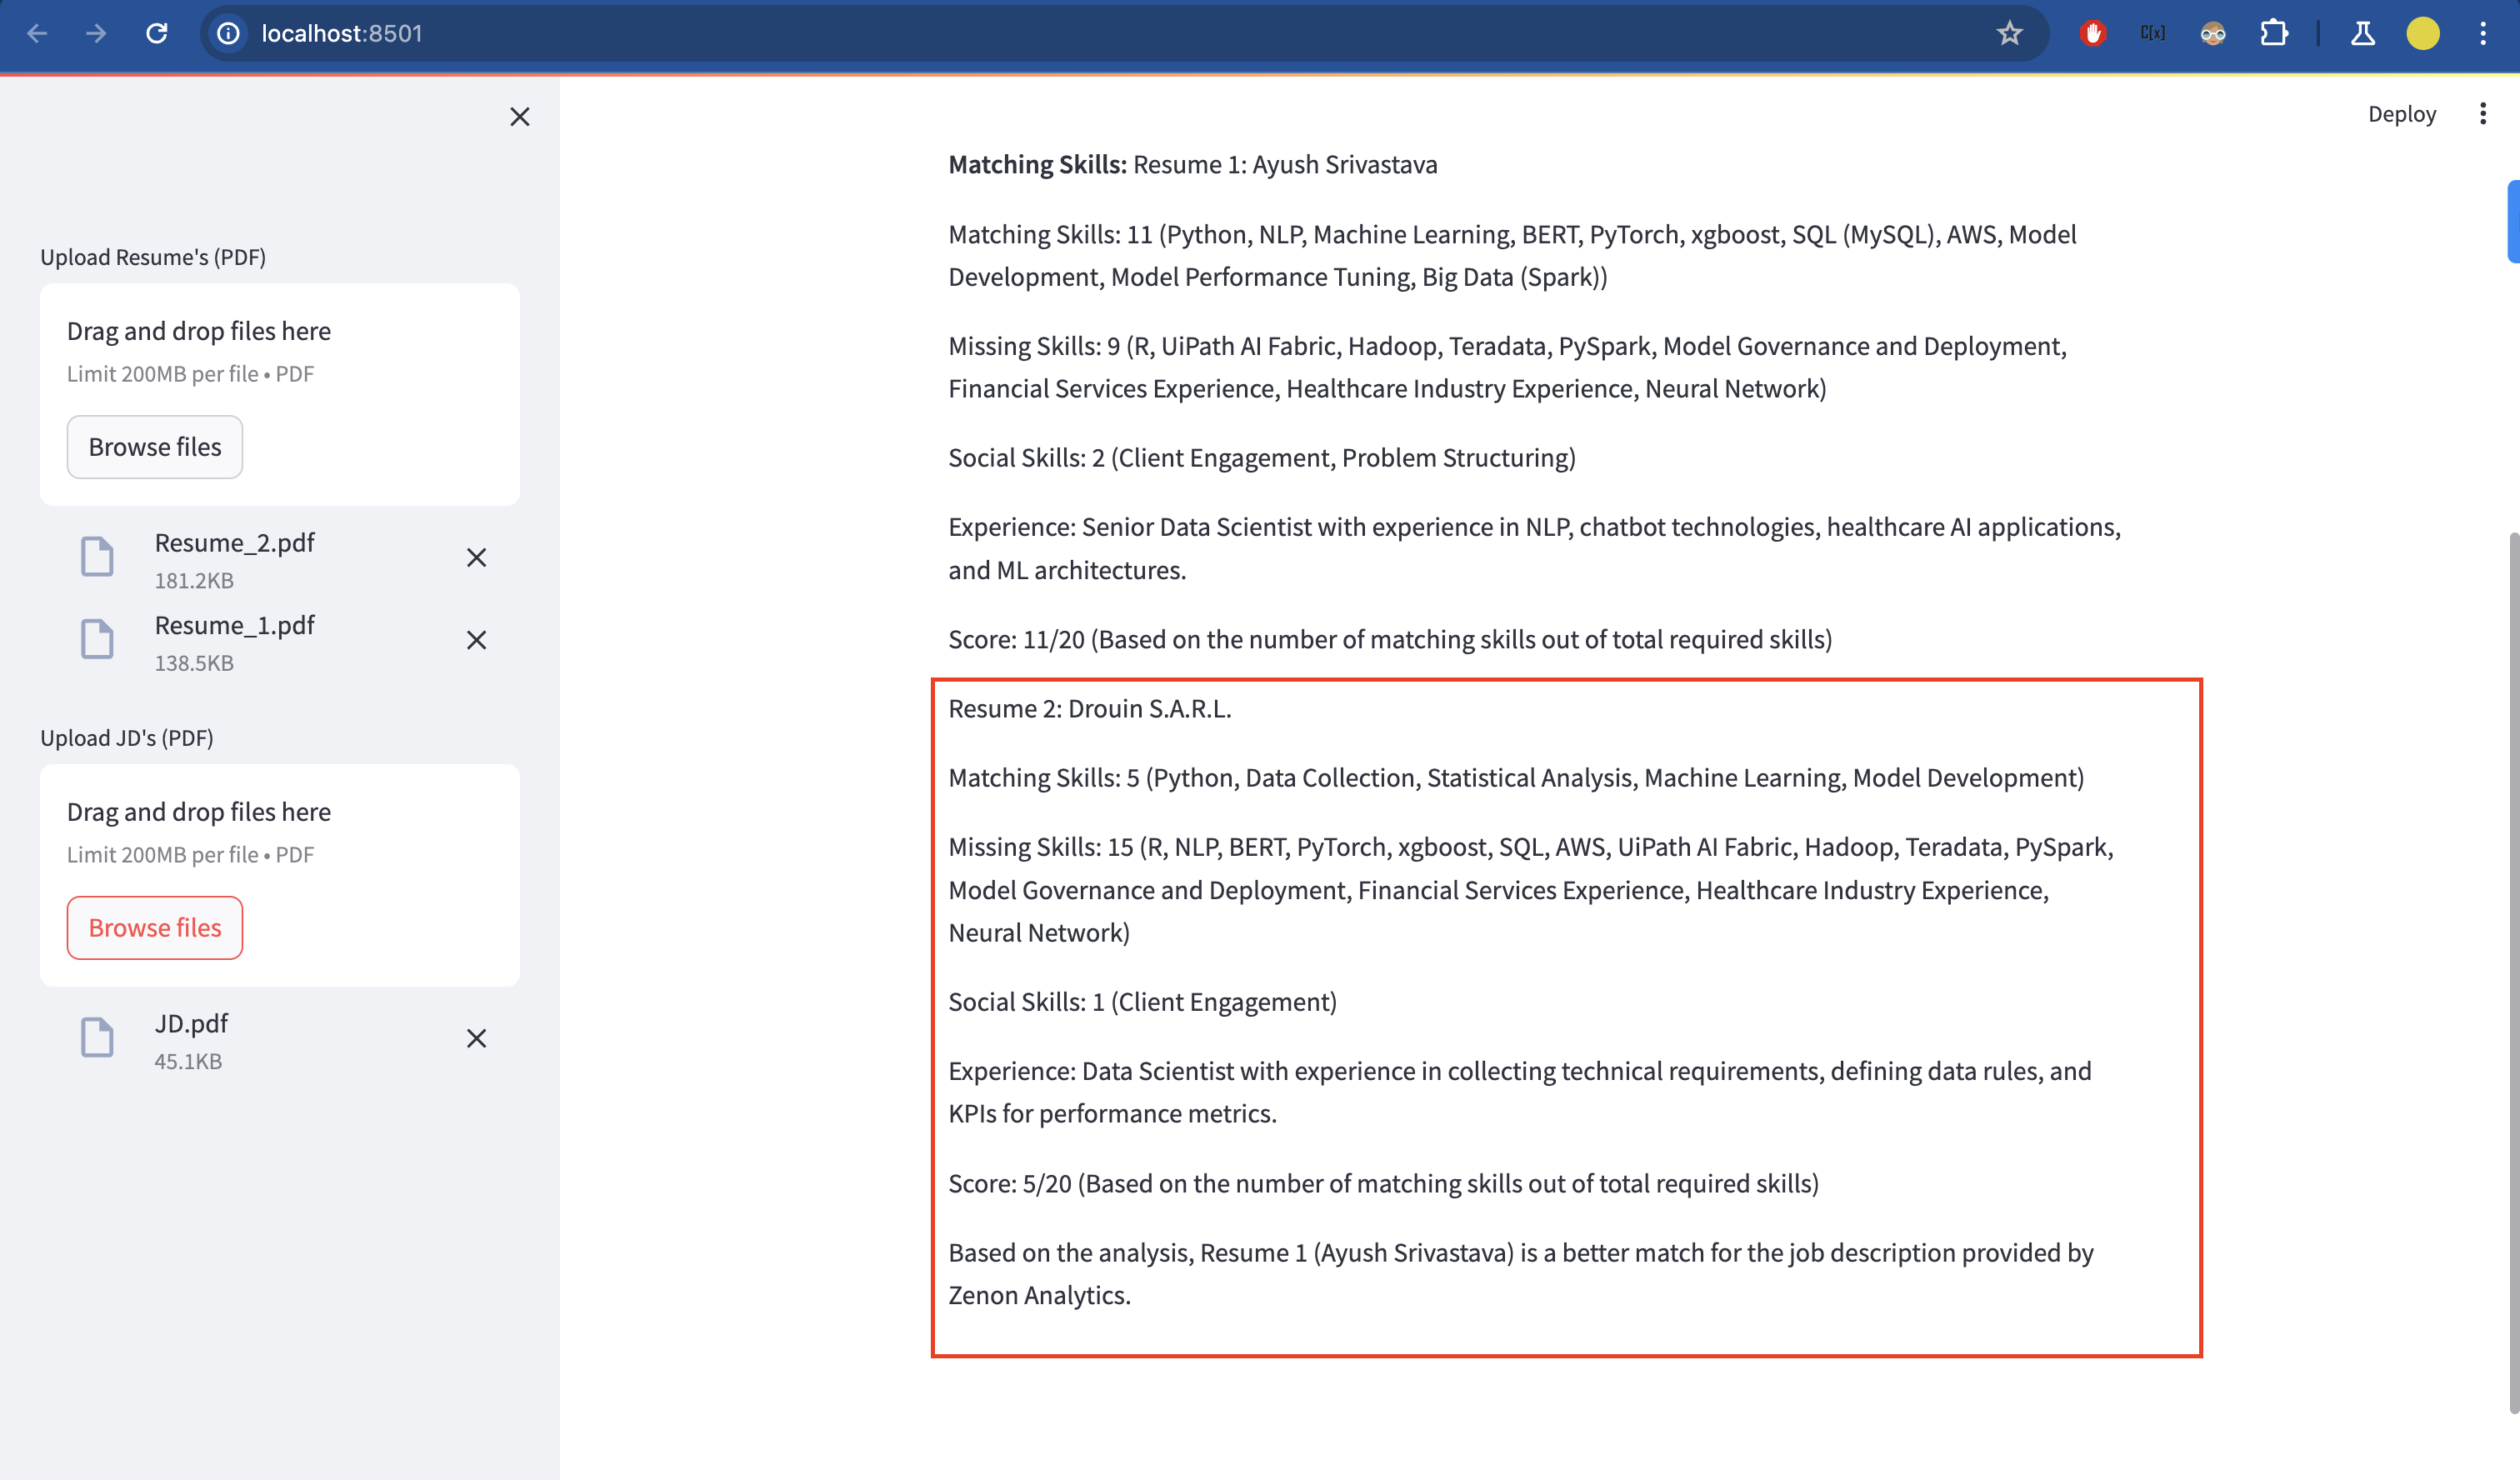 localhost:8501
C[x]
Deploy
Upload Resume's (PDF)
Drag and drop files here
Limit 200MB per file • PDF
Browse files
Resume_2.pdf
181.2KB
Resume_1.pdf
138.5KB
Upload JD's (PDF)
Drag and drop files here
Limit 200MB per file • PDF
Browse files
JD.pdf
45.1KB
Matching Skills: Resume 1: Ayush Srivastava
Matching Skills: 11 (Python, NLP, Machine Learning, BERT, PyTorch, xgboost, SQL (MySQL), AWS, Model
Development, Model Performance Tuning, Big Data (Spark))
Missing Skills: 9 (R, UiPath AI Fabric, Hadoop, Teradata, PySpark, Model Governance and Deployment,
Financial Services Experience, Healthcare Industry Experience, Neural Network)
Social Skills: 2 (Client Engagement, Problem Structuring)
Experience: Senior Data Scientist with experience in NLP, chatbot technologies, healthcare AI applications,
and ML architectures.
Score: 11/20 (Based on the number of matching skills out of total required skills)
Resume 2: Drouin S.A.R.L.
Matching Skills: 5 (Python, Data Collection, Statistical Analysis, Machine Learning, Model Development)
Missing Skills: 15 (R, NLP, BERT, PyTorch, xgboost, SQL, AWS, UiPath AI Fabric, Hadoop, Teradata, PySpark,
Model Governance and Deployment, Financial Services Experience, Healthcare Industry Experience,
Neural Network)
Social Skills: 1 (Client Engagement)
Experience: Data Scientist with experience in collecting technical requirements, defining data rules, and
KPIs for performance metrics.
Score: 5/20 (Based on the number of matching skills out of total required skills)
Based on the analysis, Resume 1 (Ayush Srivastava) is a better match for the job description provided by
Zenon Analytics.